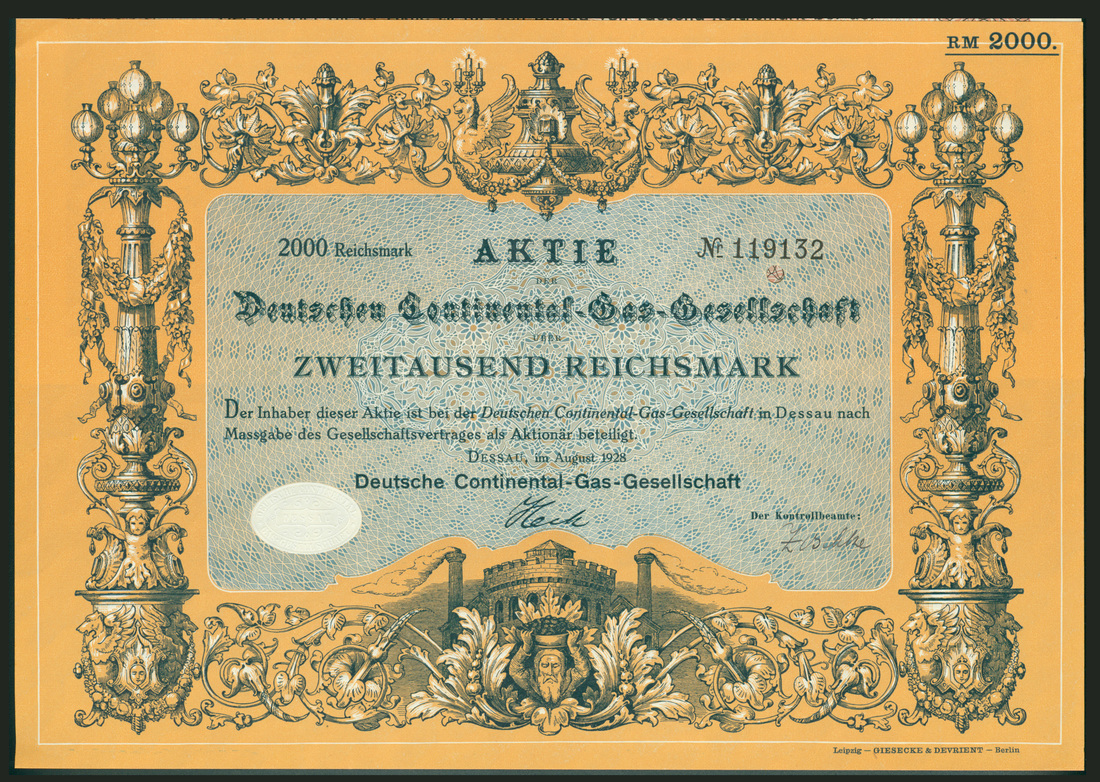 RM 2000.
2000 Reichsmark AKTIE № 119132
DER
Deutschen Continental-Gas-Gesellschaft
ÜBER
ZWEITAUSEND REICHSMARK
Der Inhaber dieser Aktie ist bei der Deutschen Continental-Gas-Gesellschaft in Dessau nach
Massgabe des Gesellschaftsvertrages als Aktionär beteiligt.
DESSAU, im August 1928
Deutsche Continental-Gas-Gesellschaft
Heck
Der Kontrollbeamte:
Leipzig — GIESECKE & DEVRIENT — Berlin